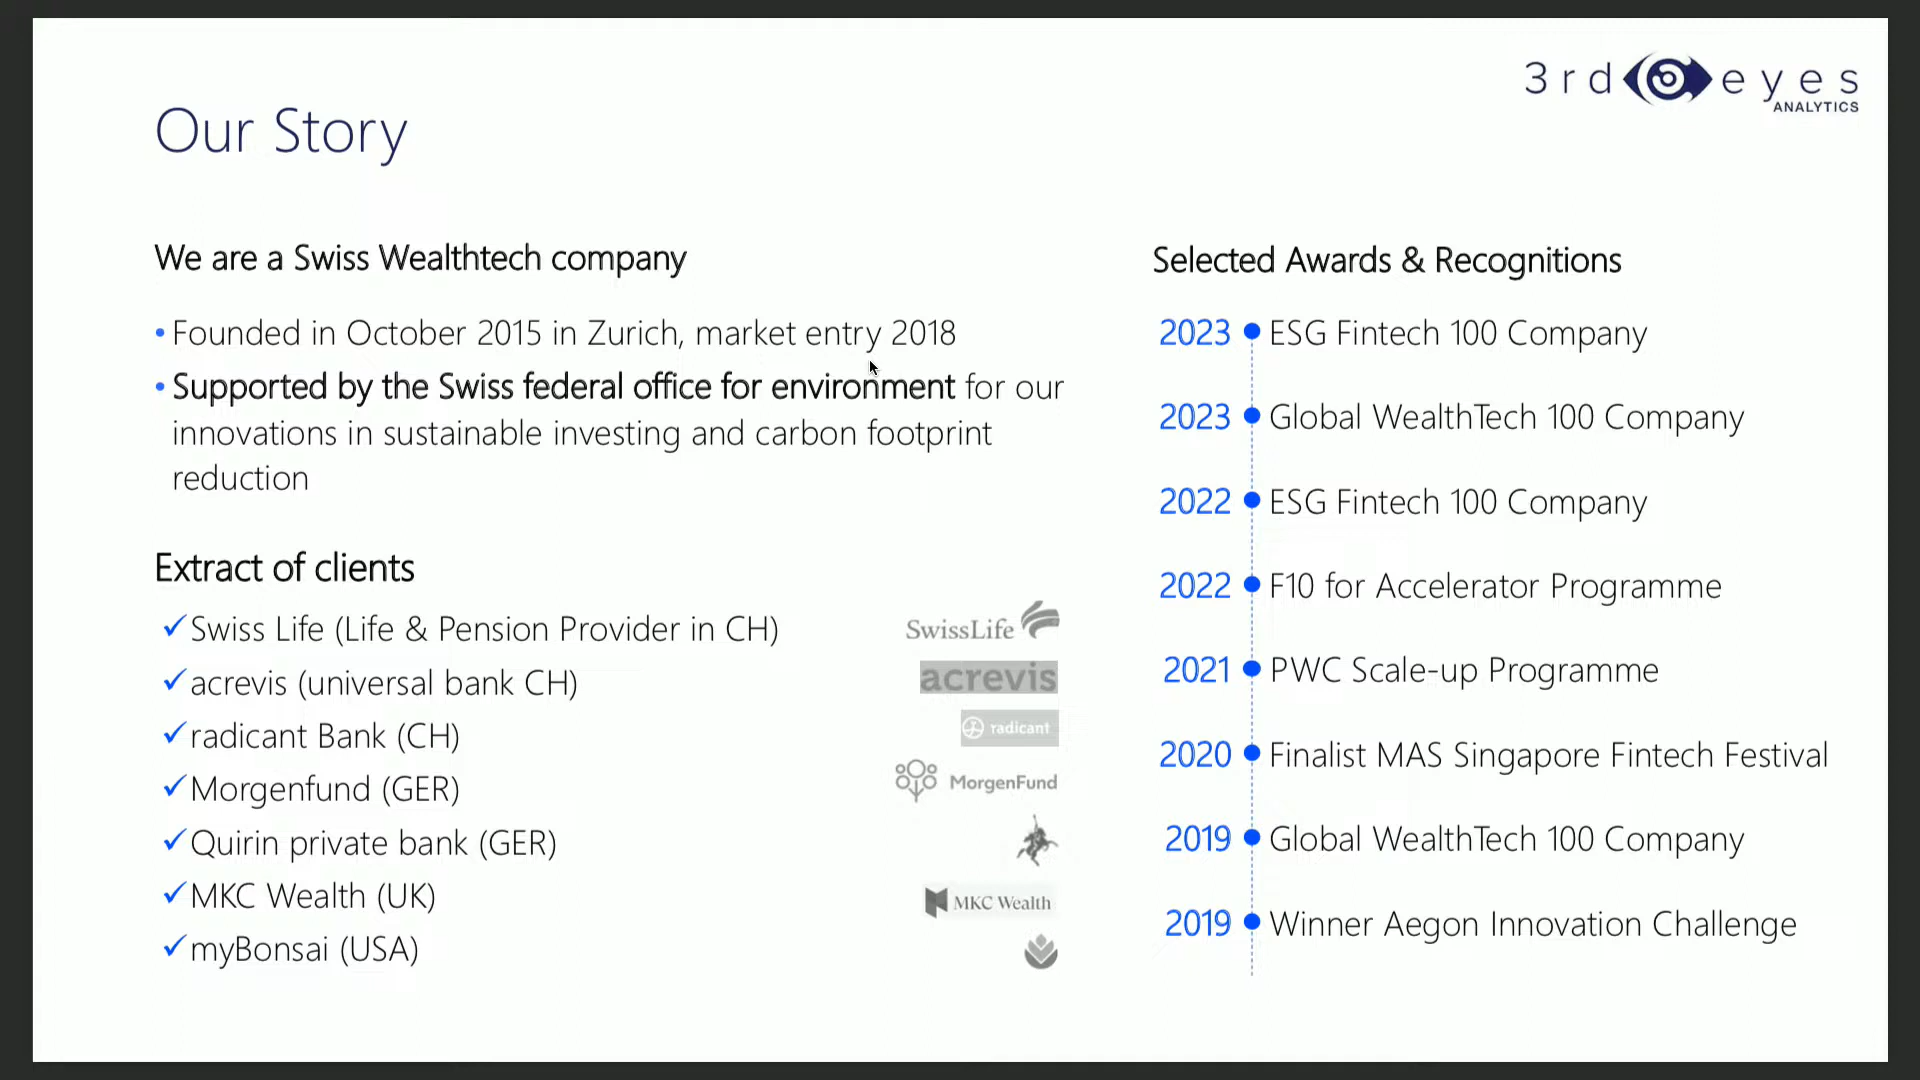 3rd eyes
ANALYTICS
Our Story
We are a Swiss Wealthtech company
• Founded in October 2015 in Zurich, market entry 2018
• Supported by the Swiss federal office for environment for our
innovations in sustainable investing and carbon footprint
reduction
Extract of clients
✓ Swiss Life (Life & Pension Provider in CH)
✓ acrevis (universal bank CH)
✓ radicant Bank (CH)
✓ Morgenfund (GER)
✓ Quirin private bank (GER)
✓ MKC Wealth (UK)
✓ myBonsai (USA)
SwissLife
acrevis
radicant
MorgenFund
MKC Wealth
Selected Awards & Recognitions
2023 ESG Fintech 100 Company
2023 Global WealthTech 100 Company
2022 ESG Fintech 100 Company
2022 F10 for Accelerator Programme
2021 PWC Scale-up Programme
2020 Finalist MAS Singapore Fintech Festival
2019 Global WealthTech 100 Company
2019 Winner Aegon Innovation Challenge